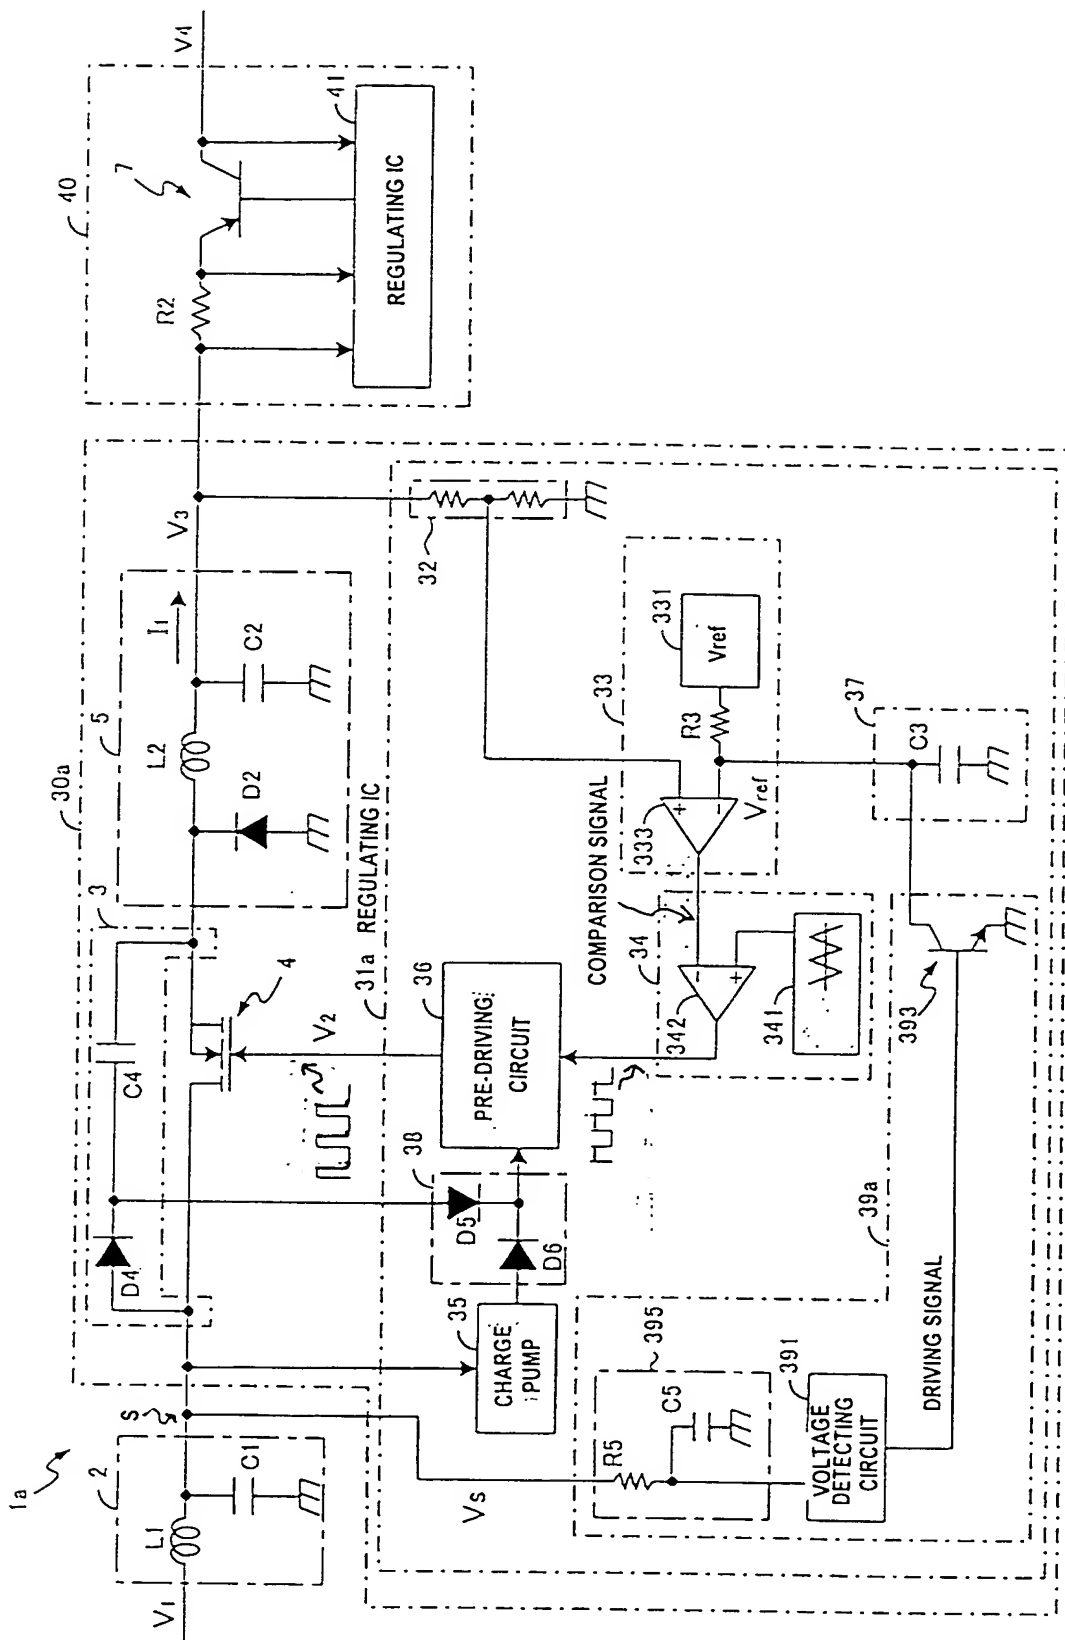 1a
V1
2
L1
C1
S
VS
30a
3
D4
C4
4
V2
5
L2
D2
C2
I1
V3
40
R2
7
V4
41
REGULATING IC
31a REGULATING IC
35
CHARGE
PUMP
38
D5
D6
36
PRE-DRIVING
CIRCUIT
COMPARISON SIGNAL
34
342
341
+
-
32
33
333
+
-
Vref
R3
331
Vref
37
C3
395
R5
C5
391
VOLTAGE
DETECTING
CIRCUIT
DRIVING SIGNAL
39a
393